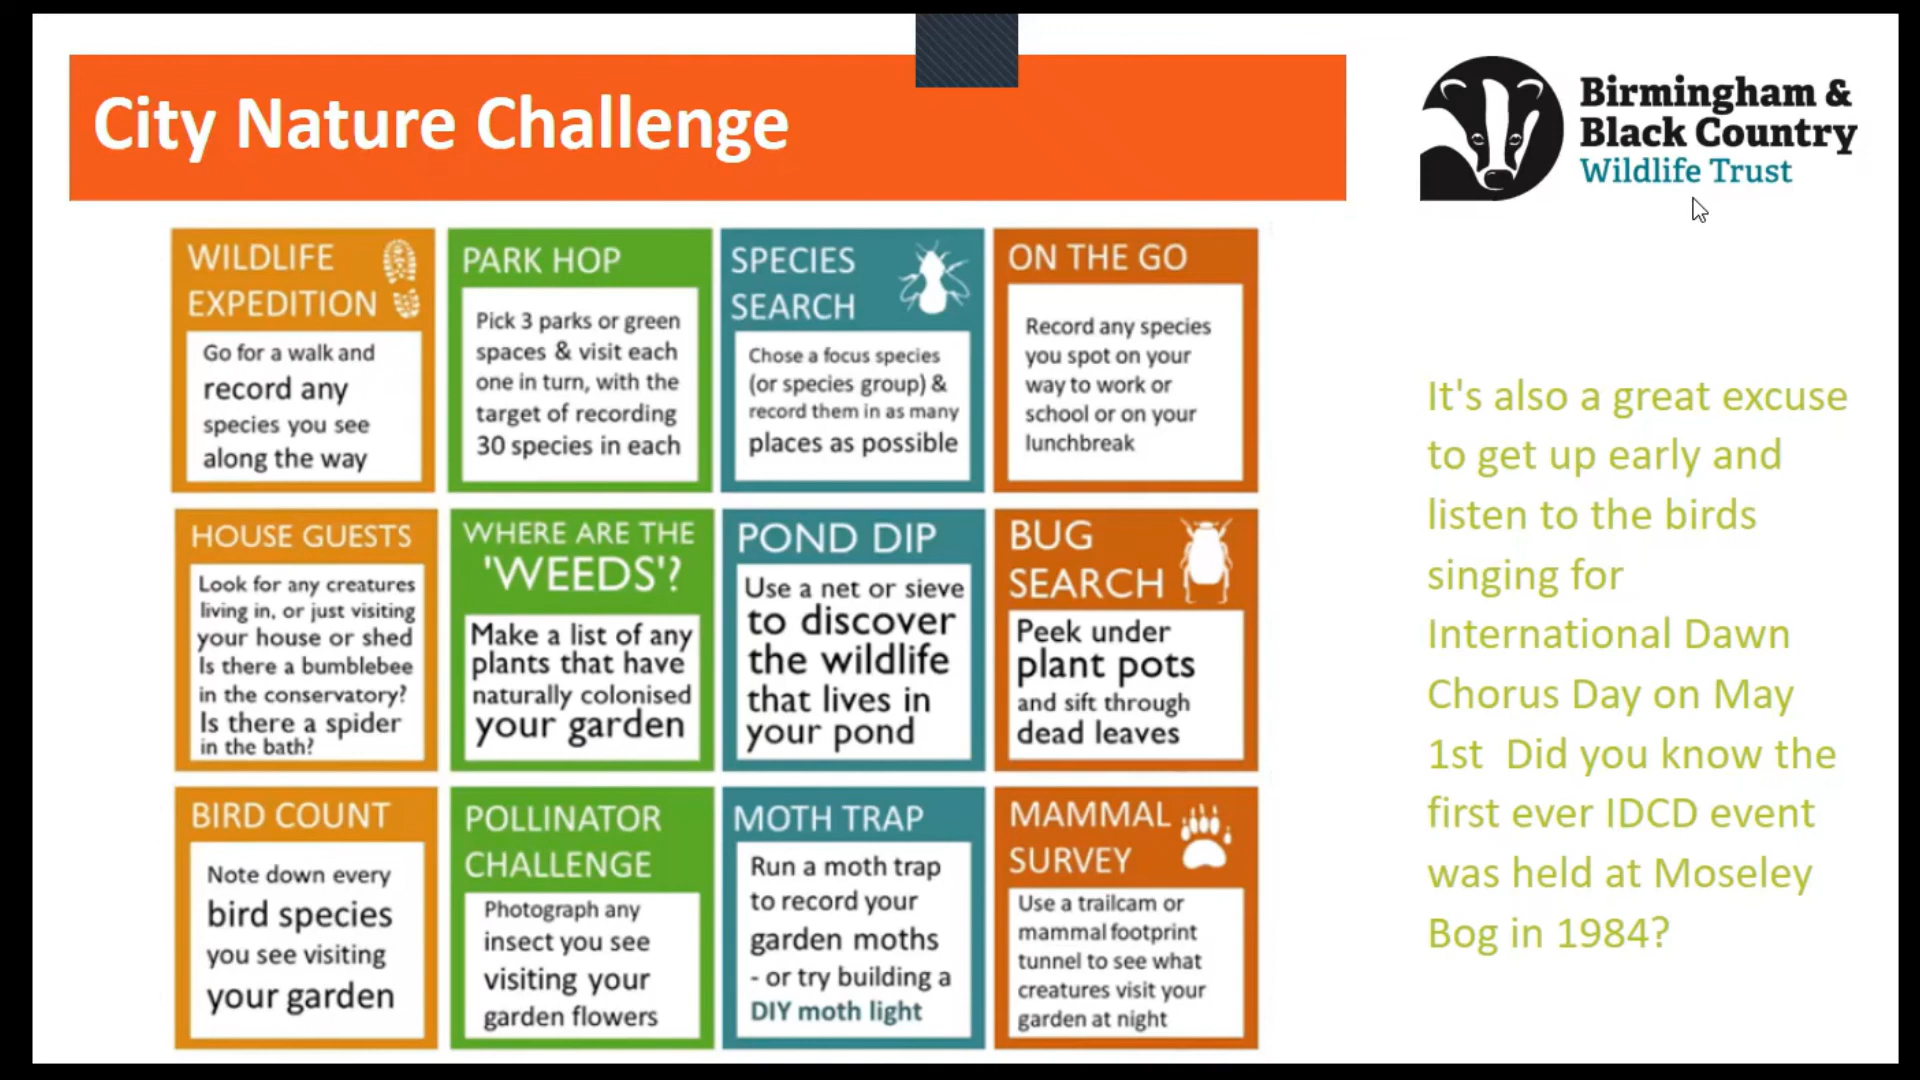 City Nature Challenge
Birmingham &
Black Country
Wildlife Trust
WILDLIFE
EXPEDITION
Go for a walk and
record any
species you see
along the way
PARK HOP
Pick 3 parks or green
spaces & visit each
one in turn, with the
target of recording
30 species in each
SPECIES
SEARCH
Chose a focus species
(or species group) &
record them in as many
places as possible
ON THE GO
Record any species
you spot on your
way to work or
school or on your
lunchbreak
HOUSE GUESTS
Look for any creatures
living in, or just visiting
your house or shed
Is there a bumblebee
in the conservatory?
Is there a spider
in the bath?
WHERE ARE THE
'WEEDS'?
Make a list of any
plants that have
naturally colonised
your garden
POND DIP
Use a net or sieve
to discover
the wildlife
that lives in
your pond
BUG
SEARCH
Peek under
plant pots
and sift through
dead leaves
BIRD COUNT
Note down every
bird species
you see visiting
your garden
POLLINATOR
CHALLENGE
Photograph any
insect you see
visiting your
garden flowers
MOTH TRAP
Run a moth trap
to record your
garden moths
- or try building a
DIY moth light
MAMMAL
SURVEY
Use a trailcam or
mammal footprint
tunnel to see what
creatures visit your
garden at night
It's also a great excuse
to get up early and
listen to the birds
singing for
International Dawn
Chorus Day on May
1st  Did you know the
first ever IDCD event
was held at Moseley
Bog in 1984?